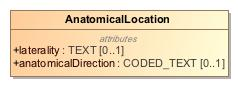 AnatomicalLocation
attributes
+laterality : TEXT [0..1]
+anatomicalDirection : CODED_TEXT [0..1]